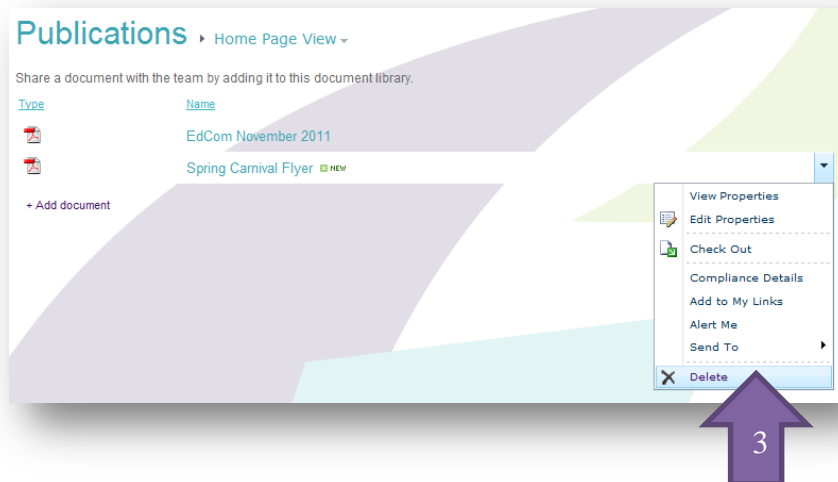 Publications ▸ Home Page View
Share a document with the team by adding it to this document library.
Type Name
EdCom November 2011
Spring Carnival Flyer NEW
+ Add document
View Properties
Edit Properties
Check Out
Compliance Details
Add to My Links
Alert Me
Send To
Delete
3